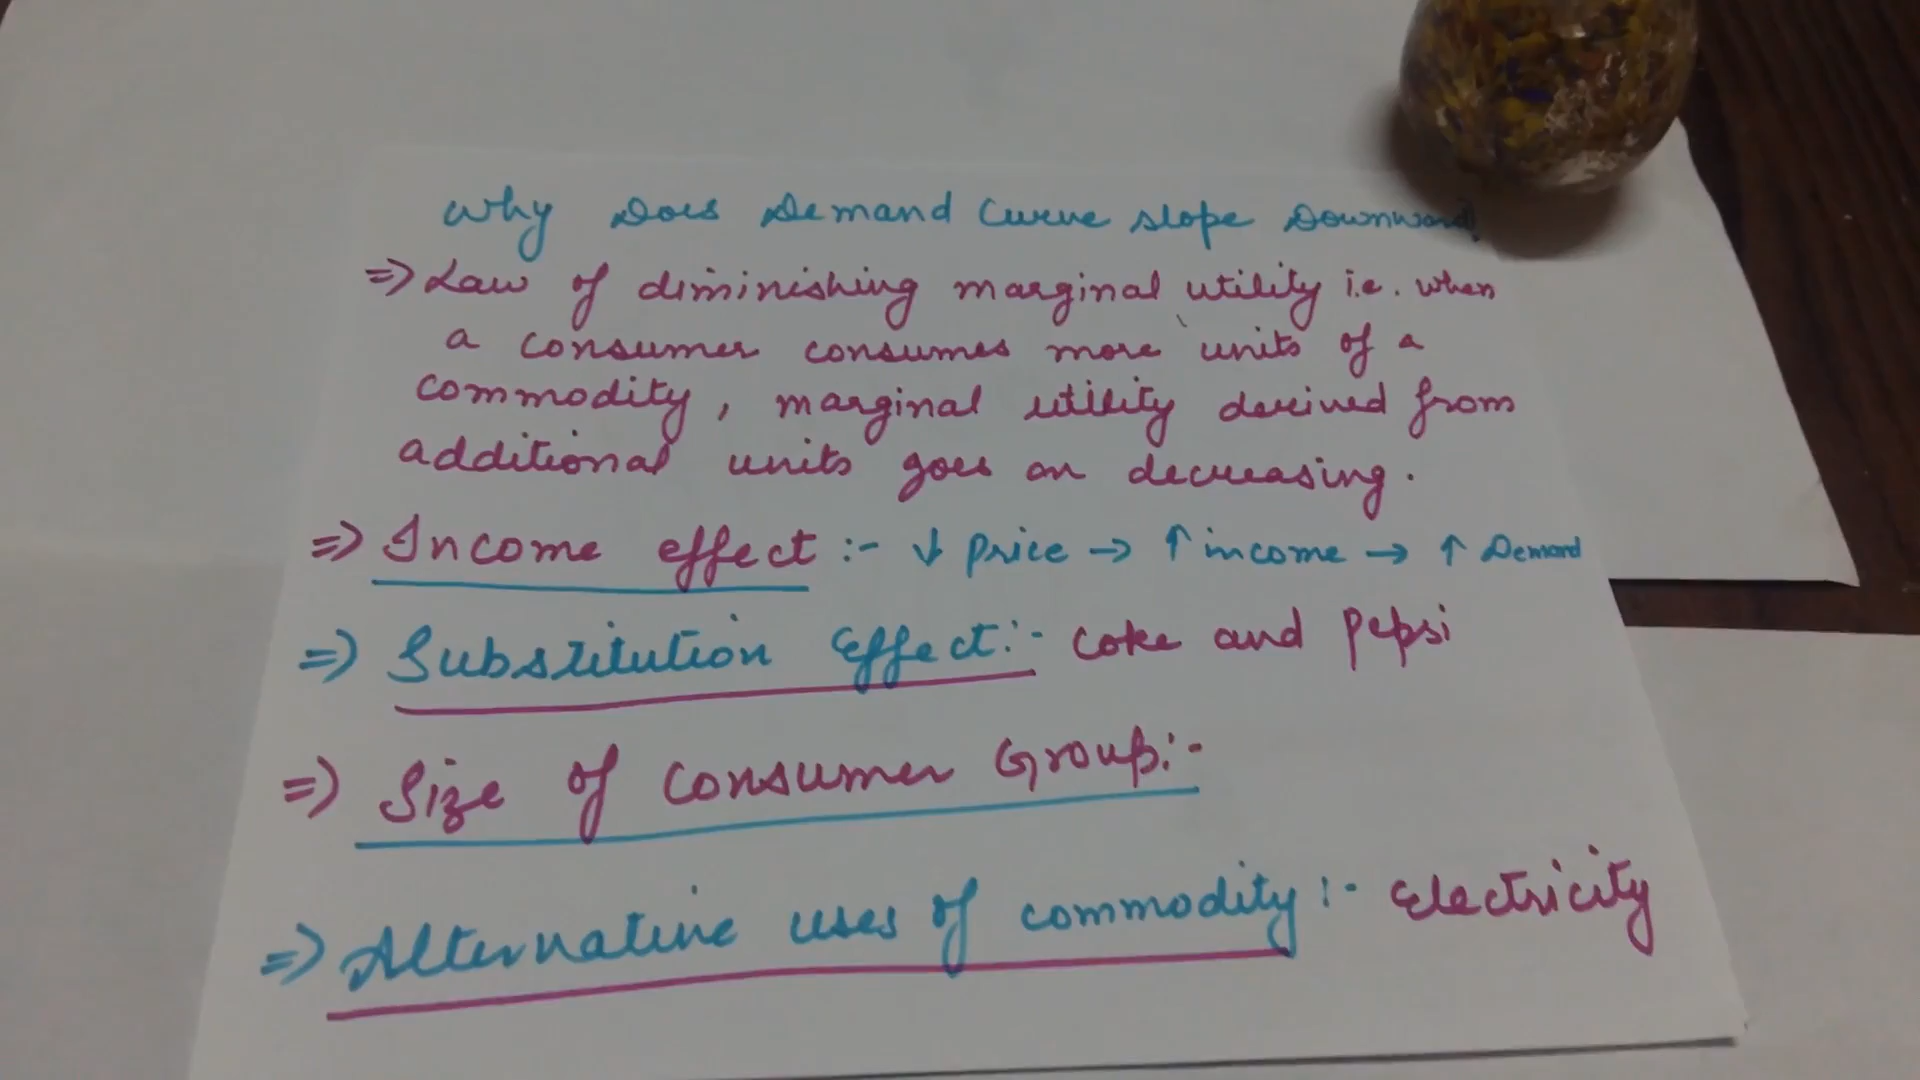 Why Does Demand Curve slope Downward
=> Law of diminishing marginal utility i.e. when
a consumer consumes more units of a
commodity, marginal utility derived from
additional units goes on decreasing.
=> Income effect :- ↓ price → ↑ income → ↑ Demand
=> Substitution Effect:- coke and pepsi
=> Size of consumer Group:-
=> Alternative uses of commodity :- Electricity